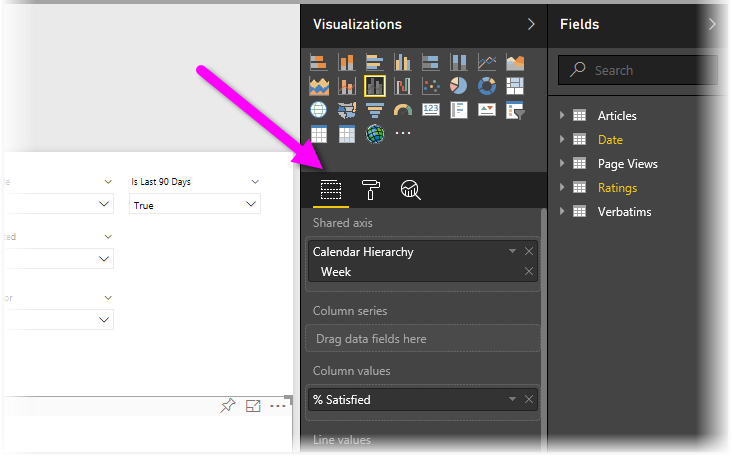 Visualizations
Fields
Search
123
Articles
Date
Page Views
Ratings
Verbatims
Is Last 90 Days
True
Shared axis
Calendar Hierarchy
Week
Column series
Drag data fields here
Column values
% Satisfied
Line values